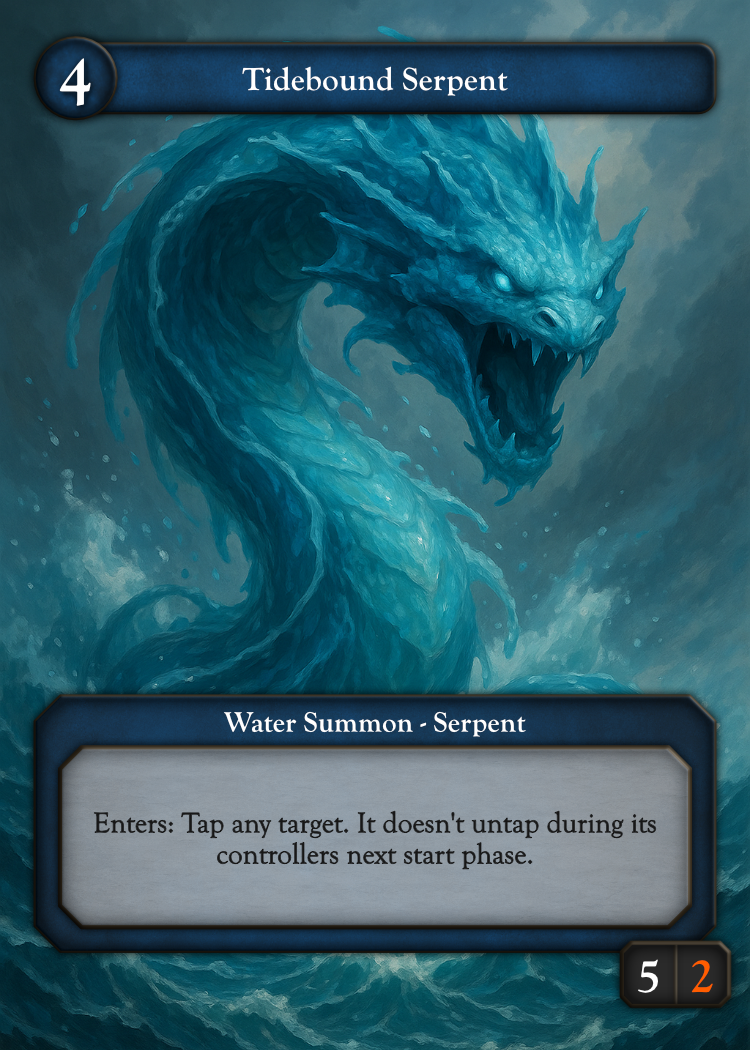 4
Tidebound Serpent
Water Summon - Serpent
Enters: Tap any target. It doesn't untap during its
controllers next start phase.
5 2